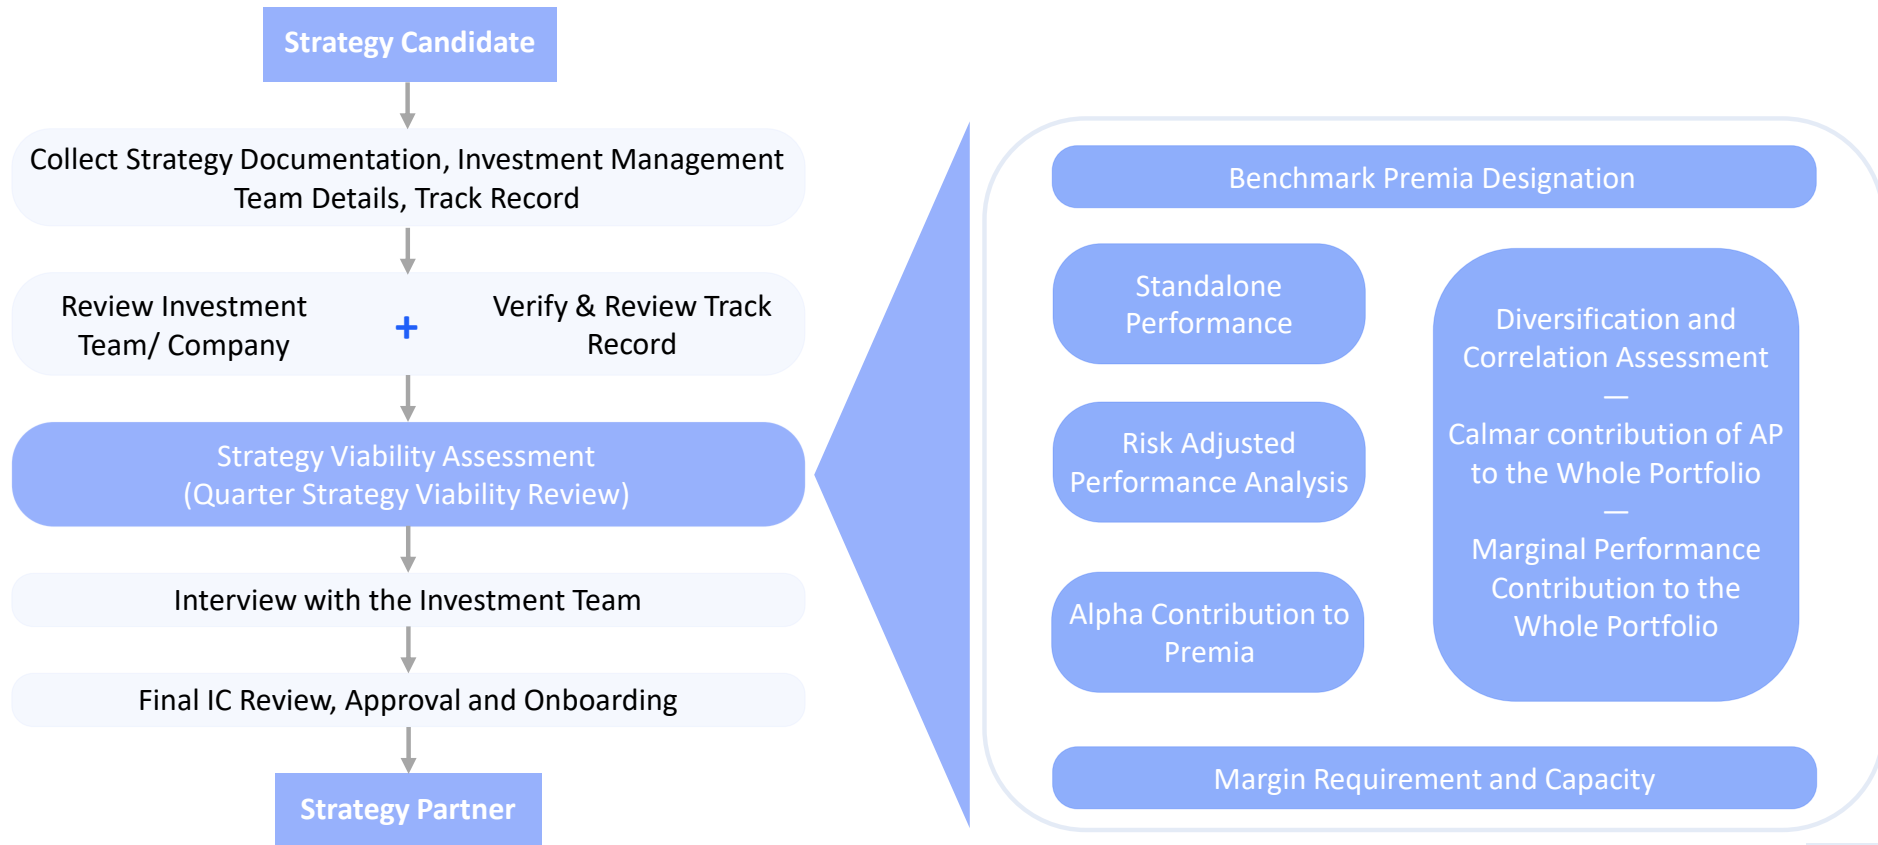 Strategy Candidate
Collect Strategy Documentation, Investment Management
Team Details, Track Record
Review Investment
Team/ Company
+
Verify & Review Track
Record
Strategy Viability Assessment
(Quarter Strategy Viability Review)
Interview with the Investment Team
Final IC Review, Approval and Onboarding
Strategy Partner
Benchmark Premia Designation
Standalone
Performance
Risk Adjusted
Performance Analysis
Alpha Contribution to
Premia
Diversification and
Correlation Assessment
—
Calmar contribution of AP
to the Whole Portfolio
—
Marginal Performance
Contribution to the
Whole Portfolio
Margin Requirement and Capacity